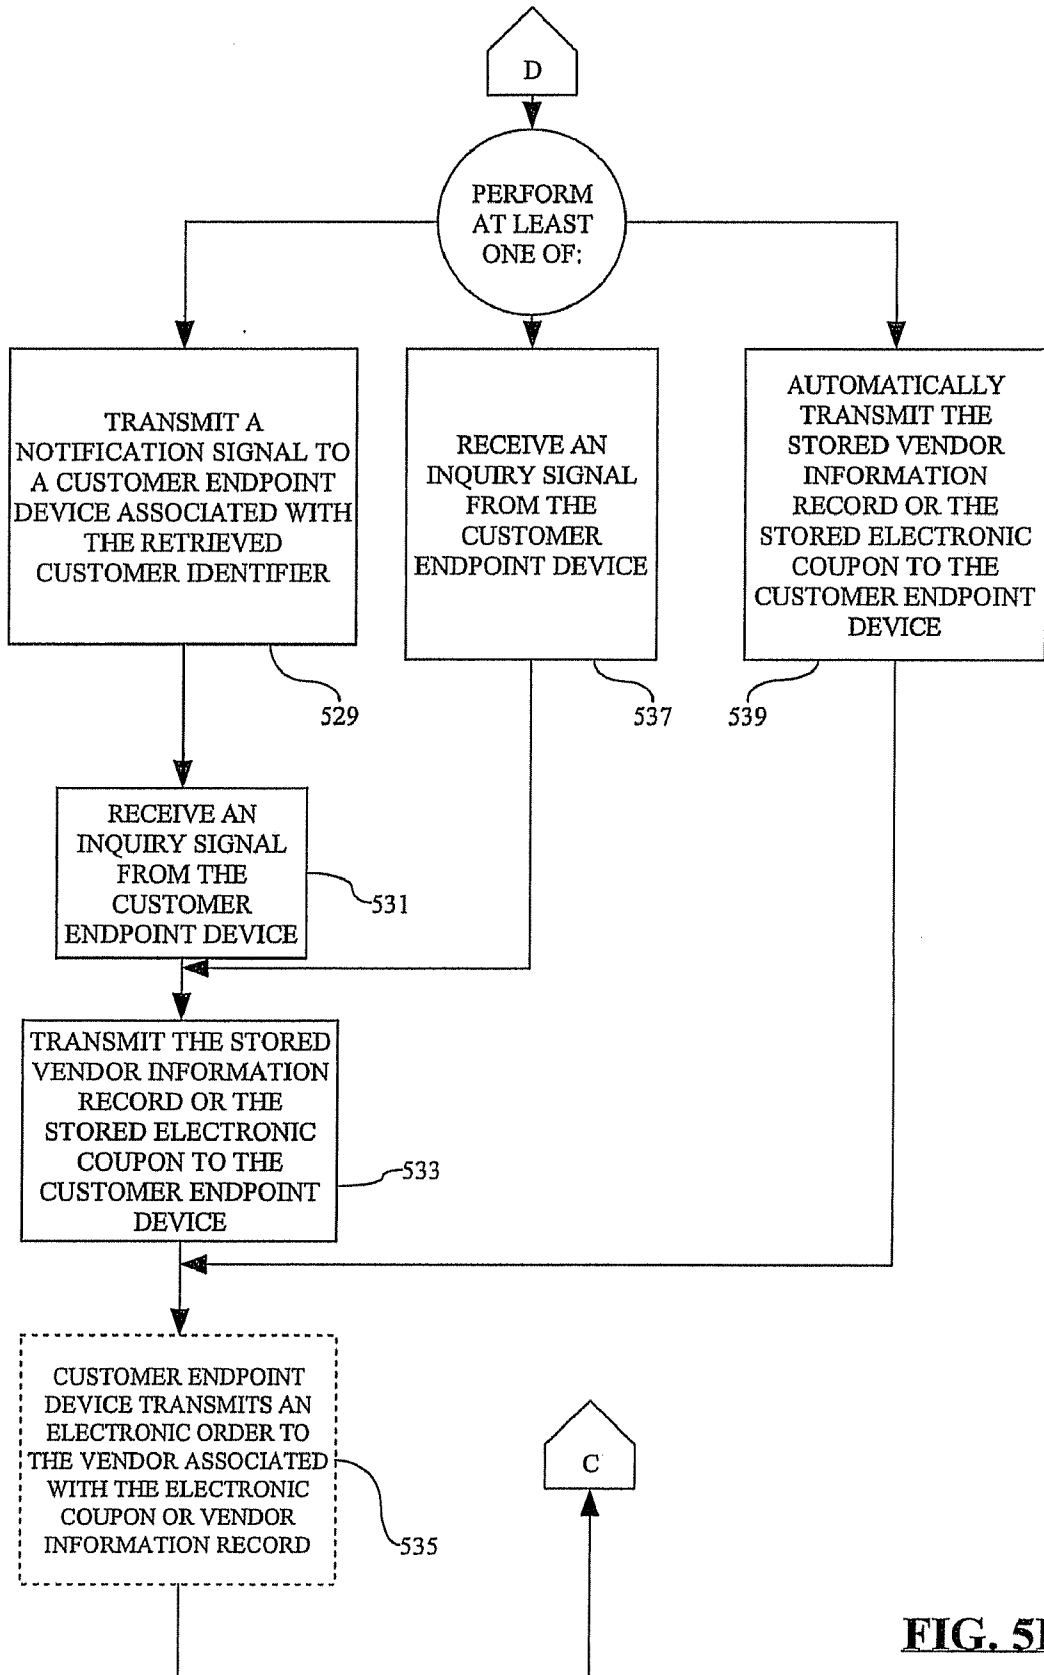 D
PERFORM
AT LEAST
ONE OF:
TRANSMIT A
NOTIFICATION SIGNAL TO
A CUSTOMER ENDPOINT
DEVICE ASSOCIATED WITH
THE RETRIEVED
CUSTOMER IDENTIFIER
529
RECEIVE AN
INQUIRY SIGNAL
FROM THE
CUSTOMER
ENDPOINT DEVICE
537
AUTOMATICALLY
TRANSMIT THE
STORED VENDOR
INFORMATION
RECORD OR THE
STORED ELECTRONIC
COUPON TO THE
CUSTOMER ENDPOINT
DEVICE
539
RECEIVE AN
INQUIRY SIGNAL
FROM THE
CUSTOMER
ENDPOINT DEVICE
531
TRANSMIT THE STORED
VENDOR INFORMATION
RECORD OR THE
STORED ELECTRONIC
COUPON TO THE
CUSTOMER ENDPOINT
DEVICE
533
CUSTOMER ENDPOINT
DEVICE TRANSMITS AN
ELECTRONIC ORDER TO
THE VENDOR ASSOCIATED
WITH THE ELECTRONIC
COUPON OR VENDOR
INFORMATION RECORD
535
C
FIG.